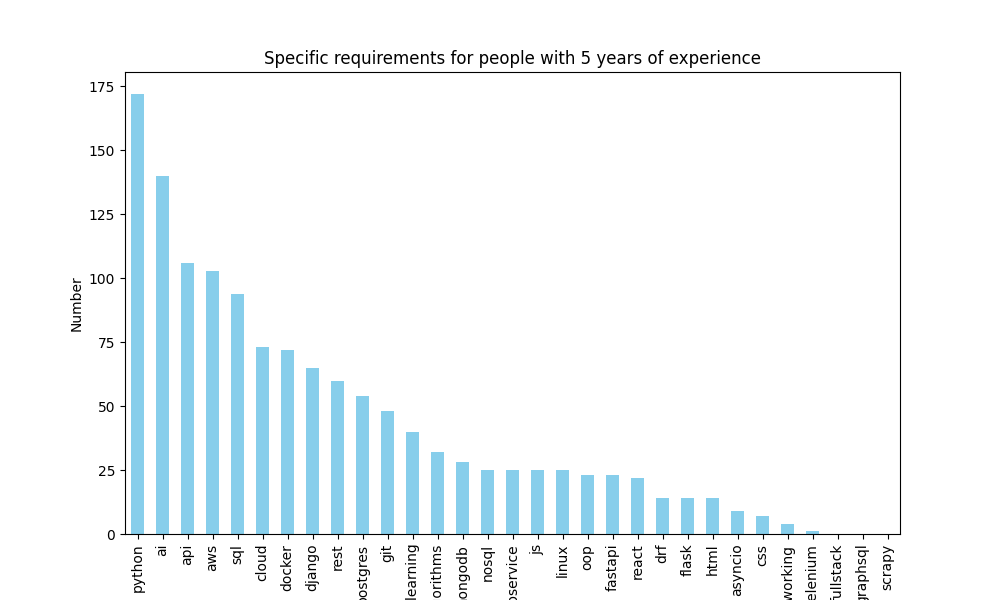 Specific requirements for people with 5 years of experience
175
150
125
100
75
50
25
0
Number
python
ai
api
aws
sql
cloud
docker
django
rest
postgres
git
learning
orithms
ongodb
nosql
oservice
js
linux
oop
fastapi
react
drf
flask
html
asyncio
css
working
elenium
fullstack
graphsql
scrapy